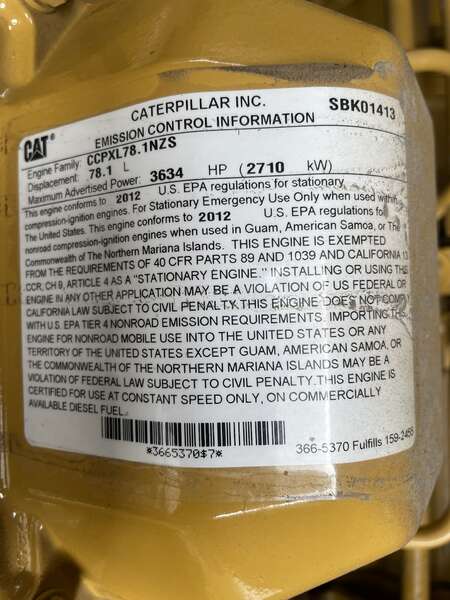 CATERPILLAR INC.
SBK01413
CAT
EMISSION CONTROL INFORMATION
Engine Family: CCPXL78.1NZS
Displacement: 78.1 L
Maximum Advertised Power: 3634 HP (2710 kW)
This engine conforms to 2012 U.S. EPA regulations for stationary
compression-ignition engines. For Stationary Emergency Use Only when used within
The United States. This engine conforms to 2012 U.S. EPA regulations for
nonroad compression-ignition engines when used in Guam, American Samoa, or The
Commonwealth of The Northern Mariana Islands. THIS ENGINE IS EXEMPTED
FROM THE REQUIREMENTS OF 40 CFR PARTS 89 AND 1039 AND CALIFORNIA 13
CCR, CH 9, ARTICLE 4 AS A "STATIONARY ENGINE." INSTALLING OR USING THIS
ENGINE IN ANY OTHER APPLICATION MAY BE A VIOLATION OF US FEDERAL OR
CALIFORNIA LAW SUBJECT TO CIVIL PENALTY.THIS ENGINE DOES NOT COMPLY
WITH U.S EPA TIER 4 NONROAD EMISSION REQUIREMENTS. IMPORTING THIS
ENGINE FOR NONROAD MOBILE USE INTO THE UNITED STATES OR ANY
TERRITORY OF THE UNITED STATES EXCEPT GUAM, AMERICAN SAMOA, OR
THE COMMONWEALTH OF THE NORTHERN MARIANA ISLANDS MAY BE A
VIOLATION OF FEDERAL LAW SUBJECT TO CIVIL PENALTY.THIS ENGINE IS
CERTIFIED FOR USE AT CONSTANT SPEED ONLY, ON COMMERCIALLY
AVAILABLE DIESEL FUEL.
*3665370$7*
366-5370 Fulfills 159-2455